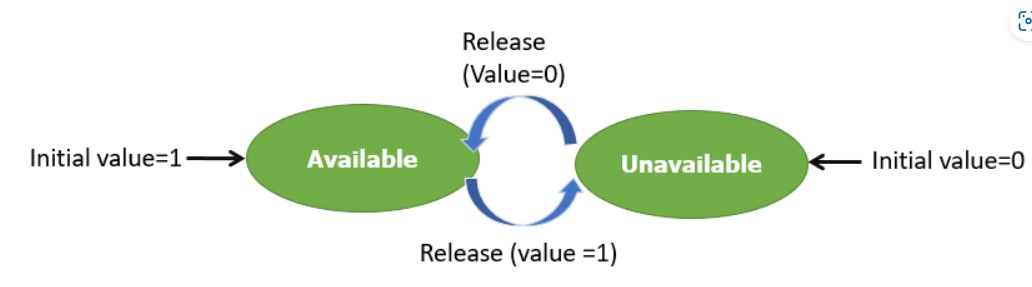 Release
(Value=0)
Initial value=1
Available
Unavailable
Initial value=0
Release (value =1)